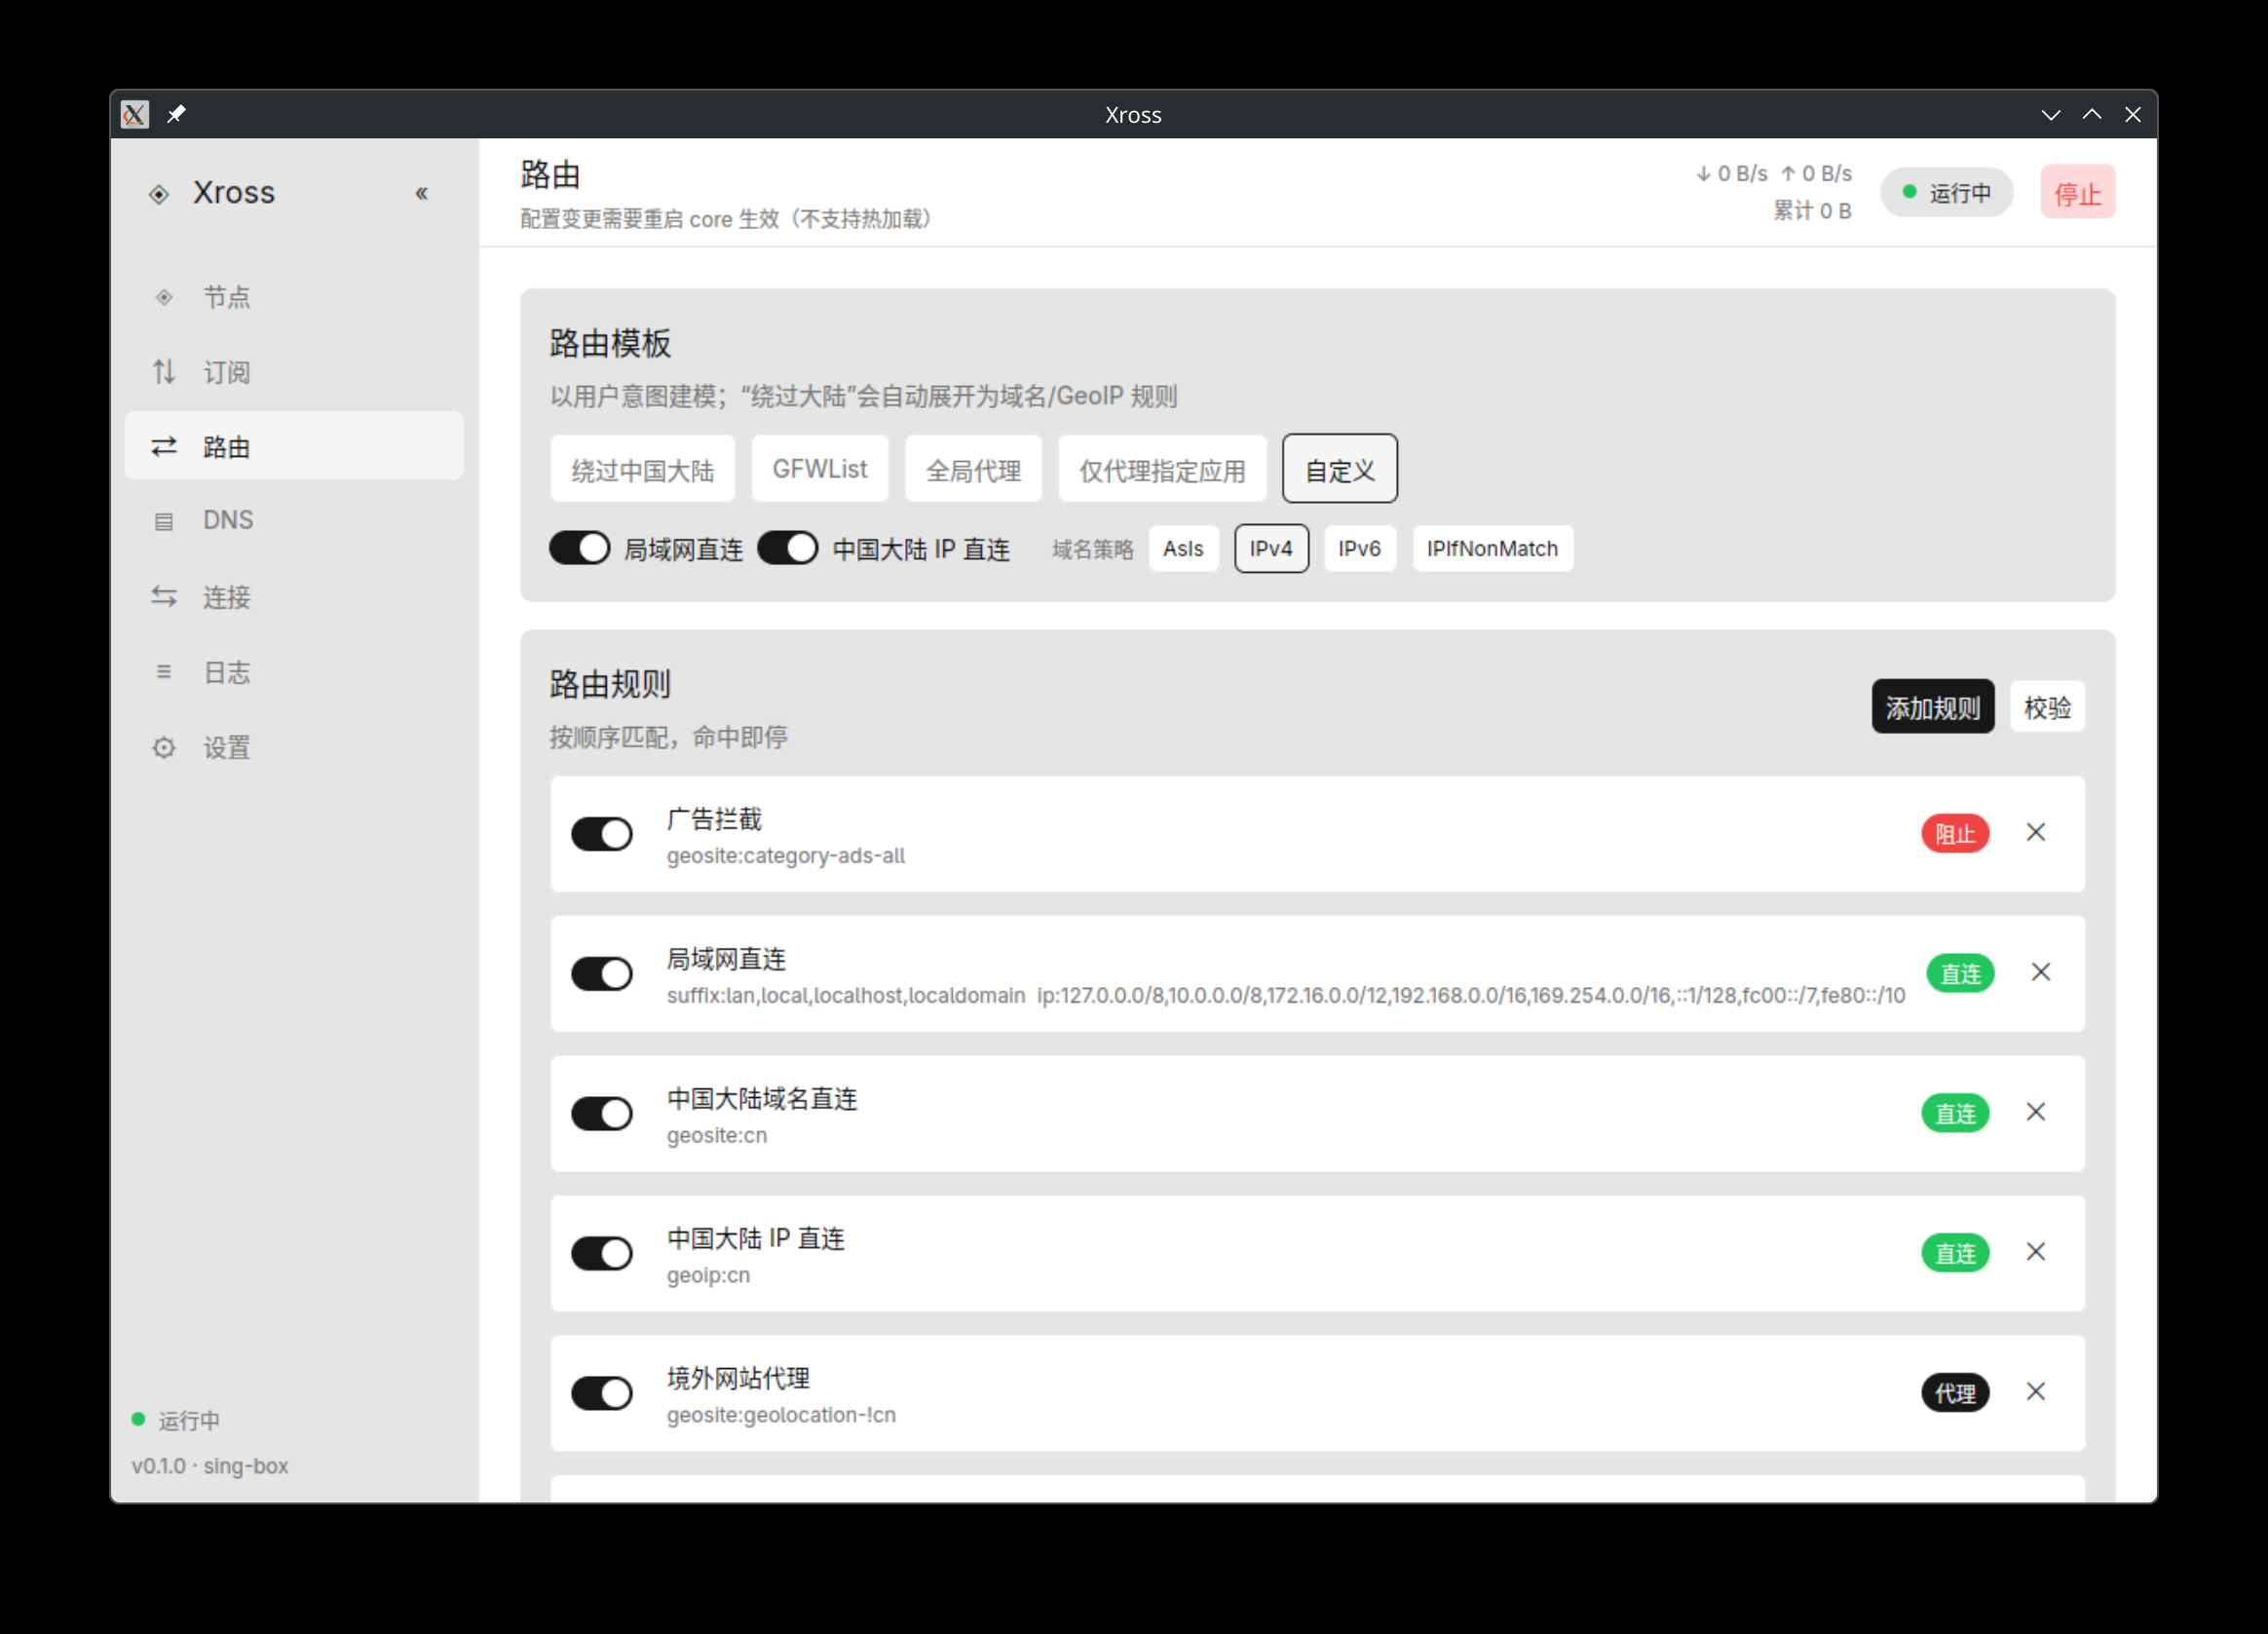 Xross
Xross «
节点
订阅
路由
DNS
连接
日志
设置
运行中
v0.1.0 · sing-box
路由
配置变更需要重启 core 生效（不支持热加载）
↓ 0 B/s ↑ 0 B/s
累计 0 B
运行中
停止
路由模板
以用户意图建模；“绕过大陆”会自动展开为域名/GeoIP 规则
绕过中国大陆 GFWList 全局代理 仅代理指定应用 自定义
局域网直连 中国大陆 IP 直连 域名策略 AsIs IPv4 IPv6 IPIfNonMatch
路由规则
按顺序匹配，命中即停
添加规则 校验
广告拦截
geosite:category-ads-all
阻止
局域网直连
suffix:lan,local,localhost,localdomain ip:127.0.0.0/8,10.0.0.0/8,172.16.0.0/12,192.168.0.0/16,169.254.0.0/16,::1/128,fc00::/7,fe80::/10
直连
中国大陆域名直连
geosite:cn
直连
中国大陆 IP 直连
geoip:cn
直连
境外网站代理
geosite:geolocation-!cn
代理